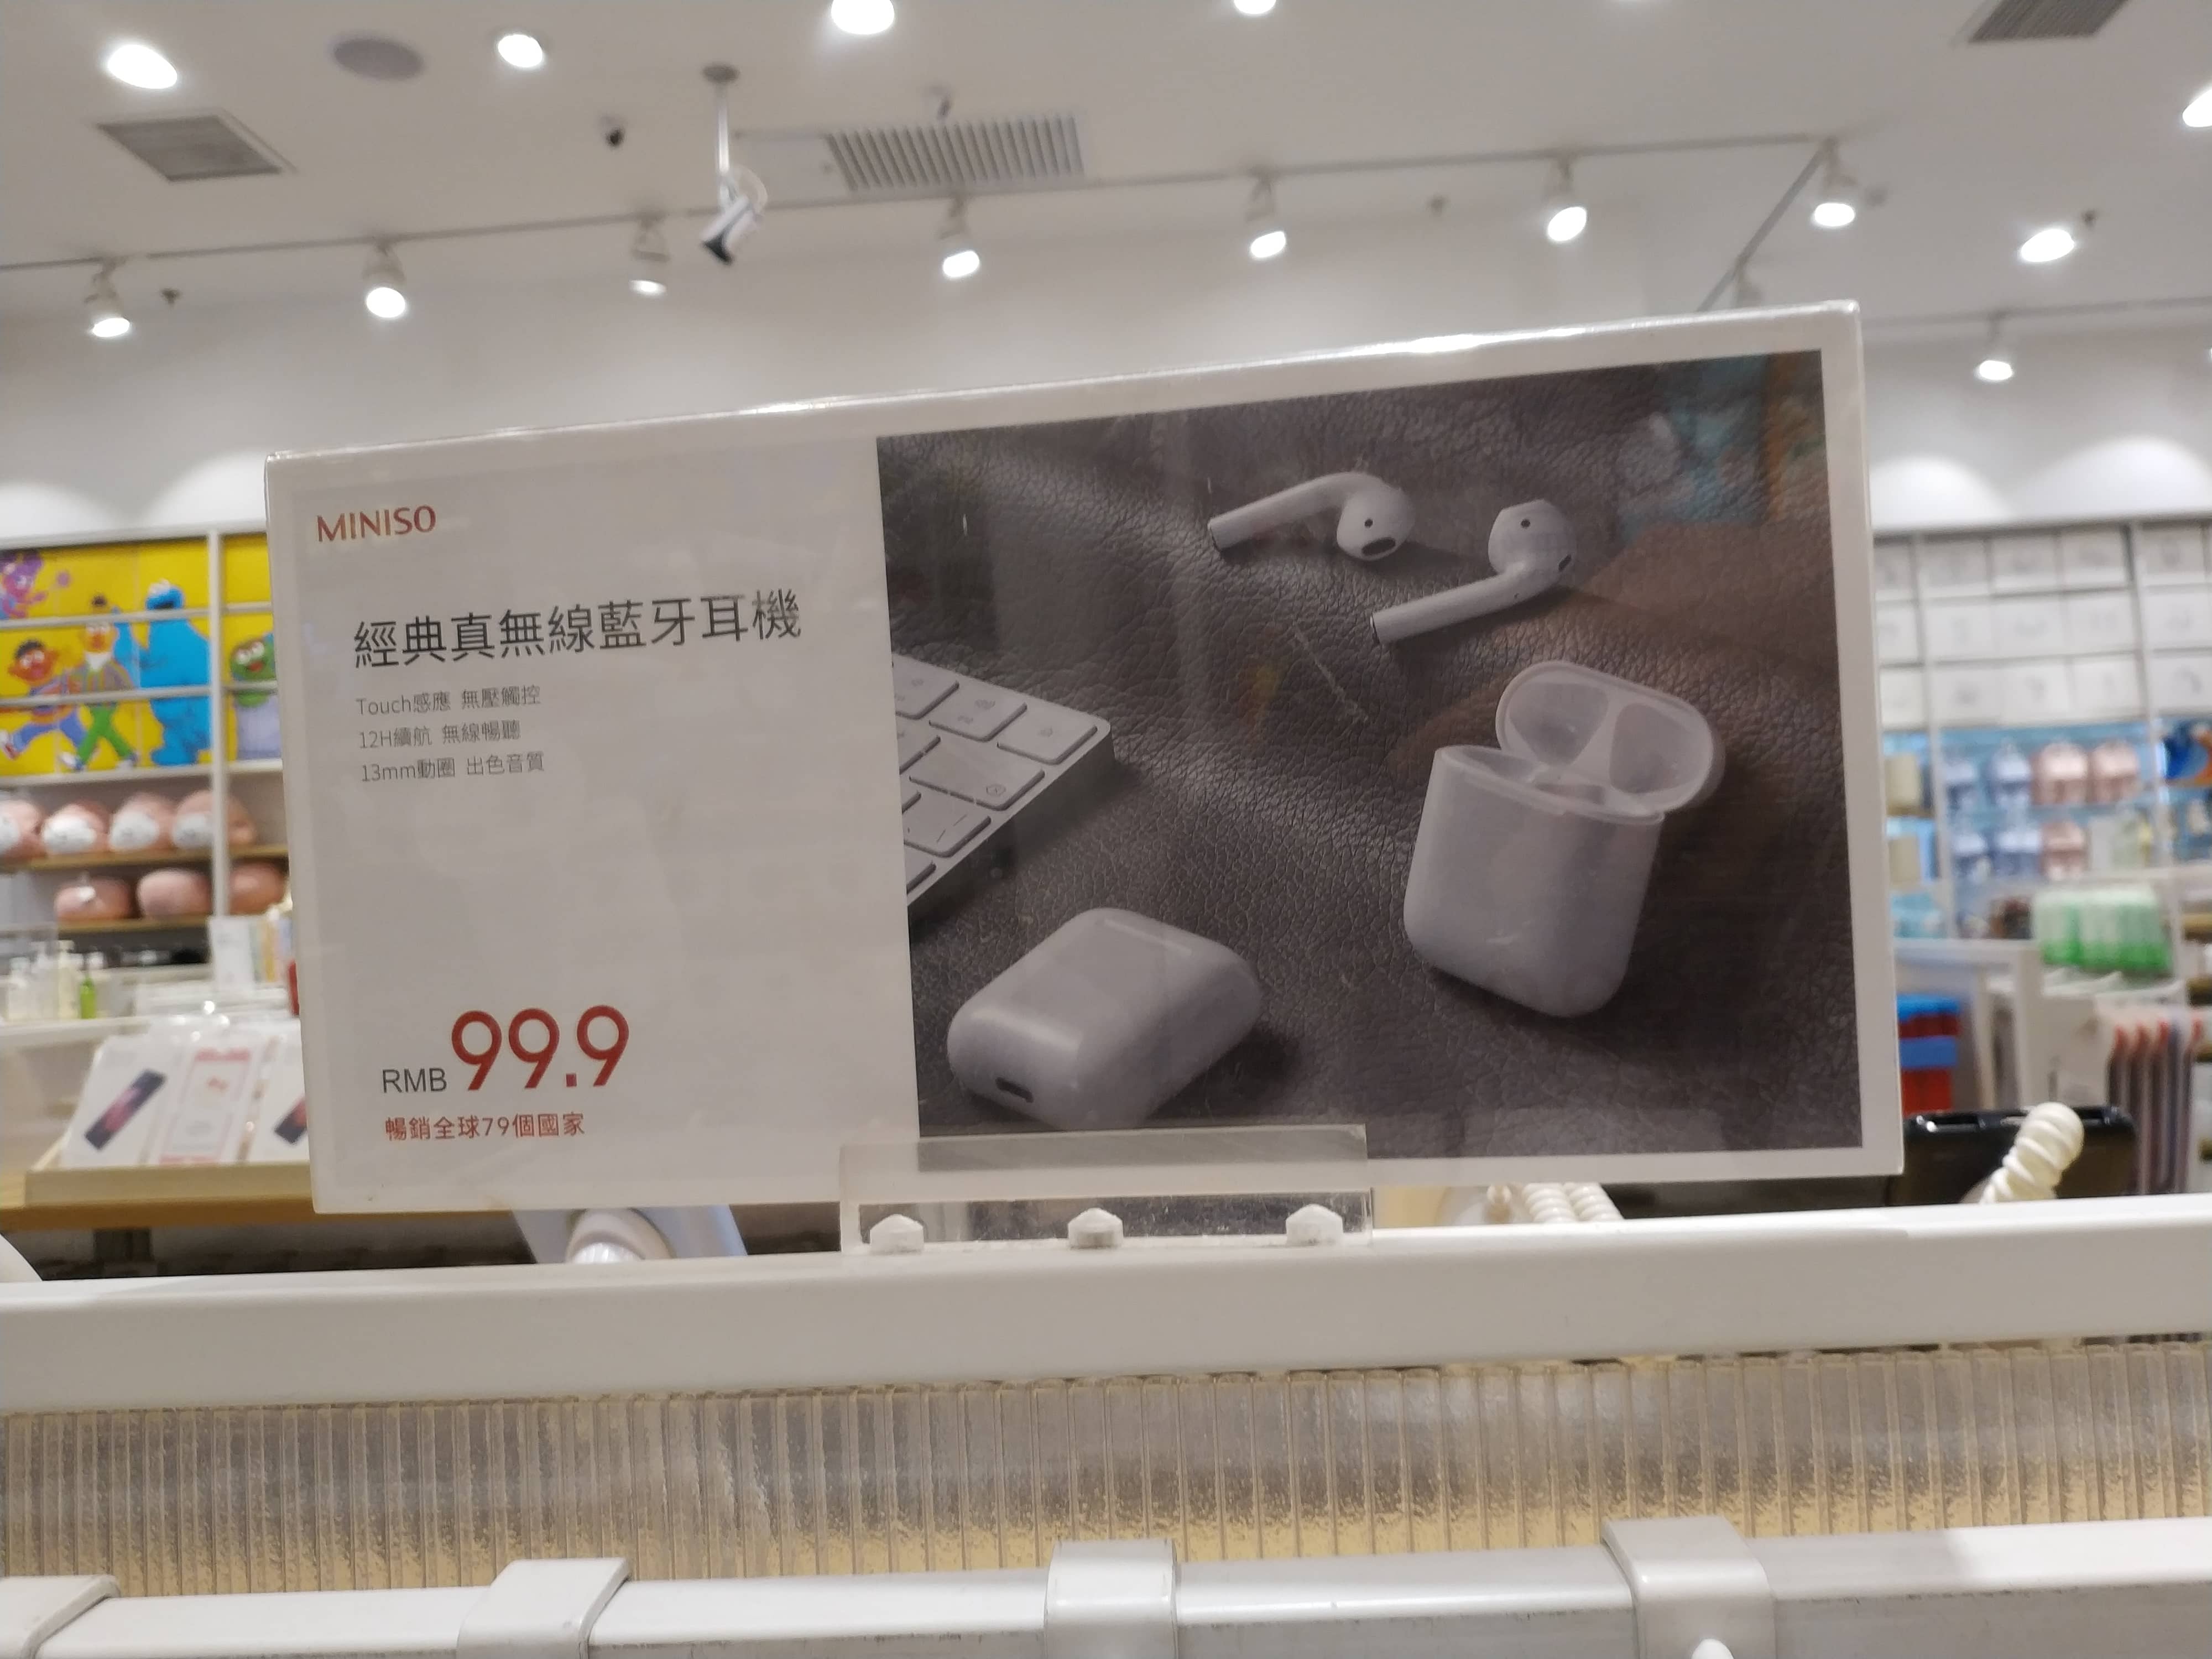 MINISO
經典真無線藍牙耳機
Touch感應 無壓觸控
12H續航 無線暢聽
13mm動圈 出色音質
RMB 99.9
暢銷全球79個國家